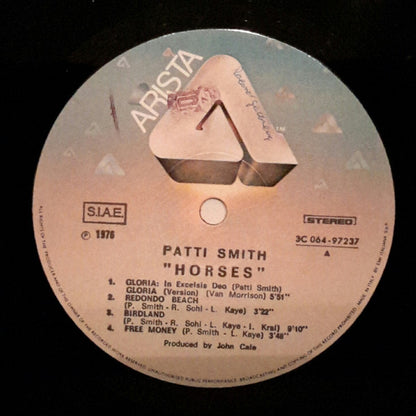 ARISTA
TM
S.I.A.E.
℗ 1976
STEREO
3C 064-97237
A
PATTI SMITH
"HORSES"
1. GLORIA: In Excelsis Deo (Patti Smith)
GLORIA (Version) (Van Morrison) 5'51"
2. REDONDO BEACH
(P. Smith - R. Sohl - L. Kaye) 3'22"
3. BIRDLAND
(P. Smith - R. Sohl - L. Kaye - I. Kral) 9'10"
4. FREE MONEY (P. Smith - L. Kaye) 3'48"
Produced by John Cale